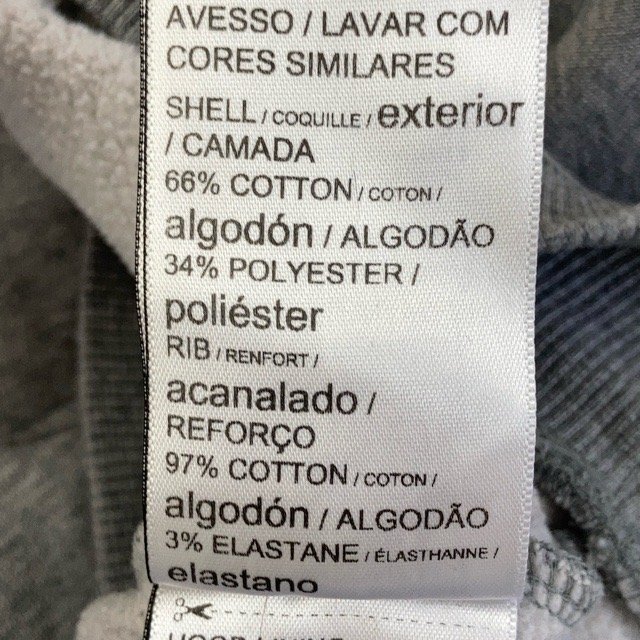 AVESSO / LAVAR COM
CORES SIMILARES
SHELL / COQUILLE / exterior
/ CAMADA
66% COTTON / COTON /
algodón / ALGODÃO
34% POLYESTER /
poliéster
RIB / RENFORT /
acanalado /
REFORÇO
97% COTTON / COTON /
algodón / ALGODÃO
3% ELASTANE / ÉLASTHANNE /
elastano